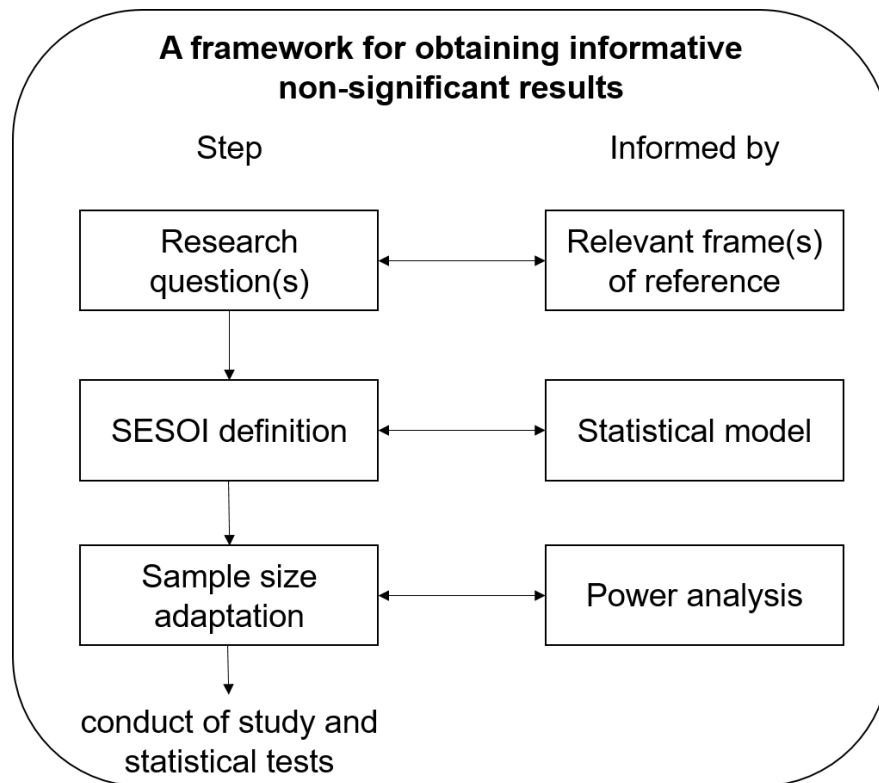 A framework for obtaining informative
non-significant results
Step
Informed by
Research
question(s)
Relevant frame(s)
of reference
SESOI definition
Statistical model
Sample size
adaptation
Power analysis
conduct of study and
statistical tests